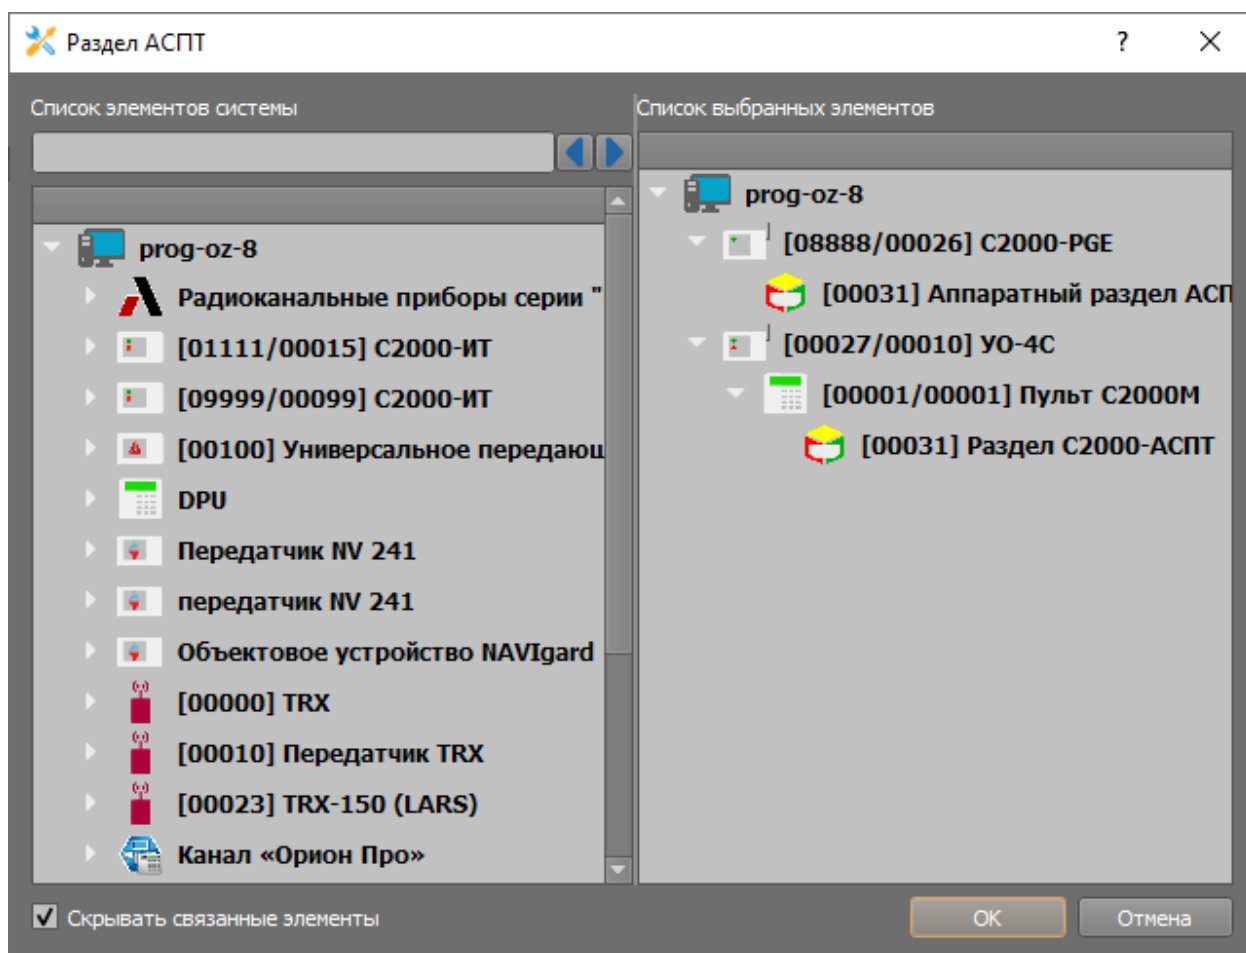 Раздел АСПТ
?
Список элементов системы
prog-oz-8
Радиоканальные приборы серии "
[01111/00015] С2000-ИТ
[09999/00099] С2000-ИТ
[00100] Универсальное передающ
DPU
Передатчик NV 241
передатчик NV 241
Объектовое устройство NAVIgard
[00000] TRX
[00010] Передатчик TRX
[00023] TRX-150 (LARS)
Канал «Орион Про»
Список выбранных элементов
prog-oz-8
[08888/00026] С2000-PGE
[00031] Аппаратный раздел АСП
[00027/00010] УО-4С
[00001/00001] Пульт С2000М
[00031] Раздел С2000-АСПТ
Скрывать связанные элементы
OK
Отмена